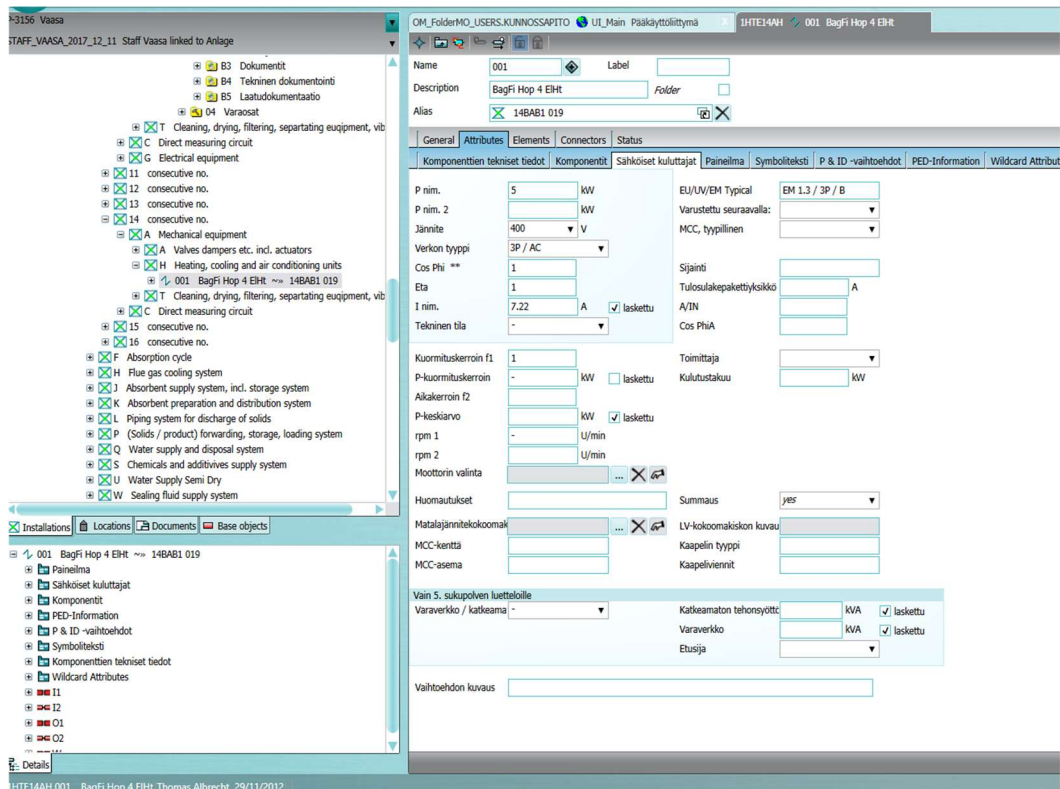 P-3156 Vaasa
STAFF_VAASA_2017_12_11 Staff Vaasa linked to Anlage
B3 Dokumentit
B4 Tekninen dokumentointi
B5 Laatudokumentaatio
04 Varaosat
T Cleaning, drying, filtering, separtating euqipment, vib
C Direct measuring circuit
G Electrical equipment
11 consecutive no.
12 consecutive no.
13 consecutive no.
14 consecutive no.
A Mechanical equipment
A Valves dampers etc. incl. actuators
H Heating, cooling and air conditioning units
001 BagFi Hop 4 ElHt ~» 14BAB1 019
T Cleaning, drying, filtering, separtating euqipment, vib
C Direct measuring circuit
15 consecutive no.
16 consecutive no.
F Absorption cycle
H Flue gas cooling system
J Absorbent supply system, incl. storage system
K Absorbent preparation and distribution system
L Piping system for discharge of solids
P (Solids / product) forwarding, storage, loading system
Q Water supply and disposal system
S Chemicals and additivives supply system
U Water Supply Semi Dry
W Sealing fluid supply system
Installations Locations Documents Base objects
001 BagFi Hop 4 ElHt ~» 14BAB1 019
Paineilma
Sähköiset kuluttajat
Komponentit
PED-Information
P & ID -vaihtoehdot
Symboliteksti
Komponenttien tekniset tiedot
Wildcard Attributes
I1
I2
O1
O2
Details
1HTE14AH 001 BagFi Hop 4 ElHt Thomas Albrecht 29/11/2012
OM_FolderMO_USERS.KUNNOSSAPITO UI_Main Pääkäyttoliittymä X 1HTE14AH 001 BagFi Hop 4 ElHt
Name 001 Label
Description BagFi Hop 4 ElHt Folder
Alias 14BAB1 019
General Attributes Elements Connectors Status
Komponenttien tekniset tiedot Komponentit Sähköiset kuluttajat Paineilma Symboliteksti P & ID -vaihtoehdot PED-Information Wildcard Attribut
P nim. 5 kW EU/UV/EM Typical EM 1.3 / 3P / B
P nim. 2 kW Varustettu seuraavalla:
Jännite 400 V MCC, tyypillinen
Verkon tyyppi 3P / AC
Cos Phi ** 1 Sijainti
Eta 1 Tulosulakepakettiyksikkö A
I nim. 7.22 A laskettu A/IN
Tekninen tila - Cos PhiA
Kuormituskerroin f1 1 Toimittaja
P-kuormituskerroin - kW laskettu Kulutustakuu kW
Aikakerroin f2
P-keskiarvo kW laskettu
rpm 1 - U/min
rpm 2 U/min
Moottorin valinta ...
Huomautukset Summaus yes
Matalajännitekokoomak ... LV-kokoomakiskon kuvau
MCC-kenttä Kaapelin tyyppi
MCC-asema Kaapeliviennit
Vain 5. sukupolven luetteloille
Varaverkko / katkeama - Katkeamaton tehonsyöttö kVA laskettu
Varaverkko kVA laskettu
Etusija
Vaihtoehdon kuvaus